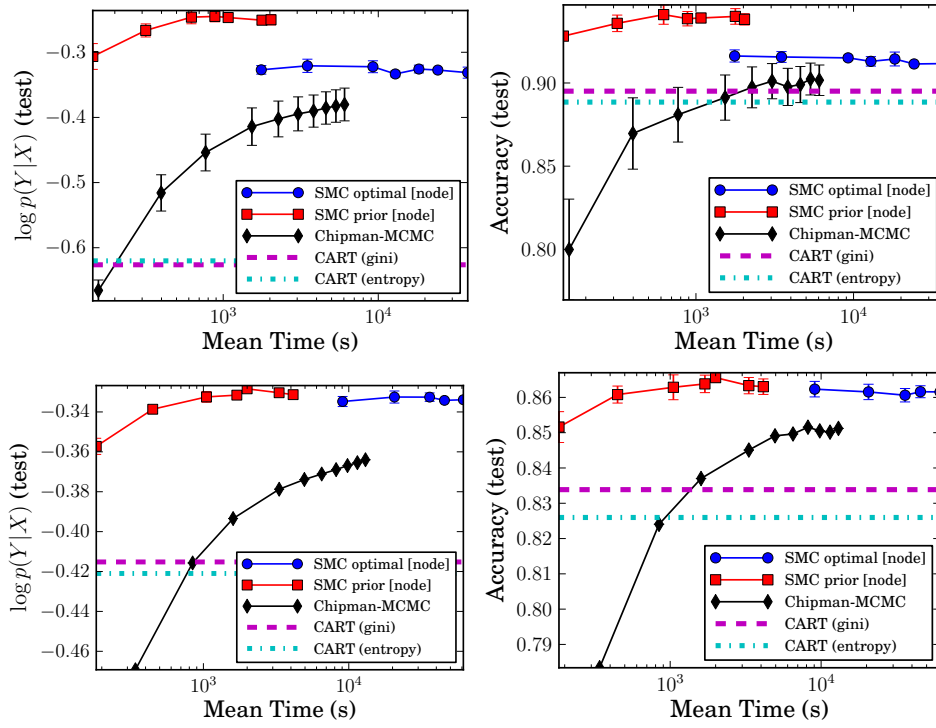 −0.3
−0.4
−0.5
−0.6
log p(Y|X) (test)
10³
10⁴
Mean Time (s)
SMC optimal [node]
SMC prior [node]
Chipman-MCMC
CART (gini)
CART (entropy)
0.90
0.85
0.80
Accuracy (test)
10³
10⁴
Mean Time (s)
SMC optimal [node]
SMC prior [node]
Chipman-MCMC
CART (gini)
CART (entropy)
−0.34
−0.36
−0.38
−0.40
−0.42
−0.44
−0.46
log p(Y|X) (test)
10³
10⁴
Mean Time (s)
SMC optimal [node]
SMC prior [node]
Chipman-MCMC
CART (gini)
CART (entropy)
0.86
0.85
0.84
0.83
0.82
0.81
0.80
0.79
Accuracy (test)
10³
10⁴
Mean Time (s)
SMC optimal [node]
SMC prior [node]
Chipman-MCMC
CART (gini)
CART (entropy)